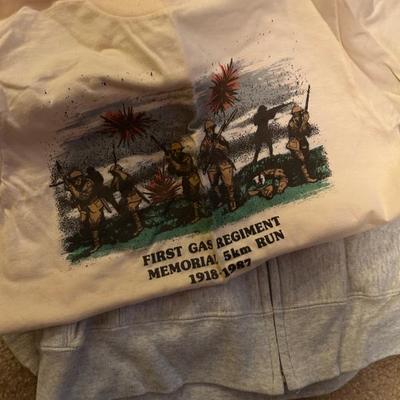 FIRST GAS REGIMENT
MEMORIAL 5km RUN
1918-1987